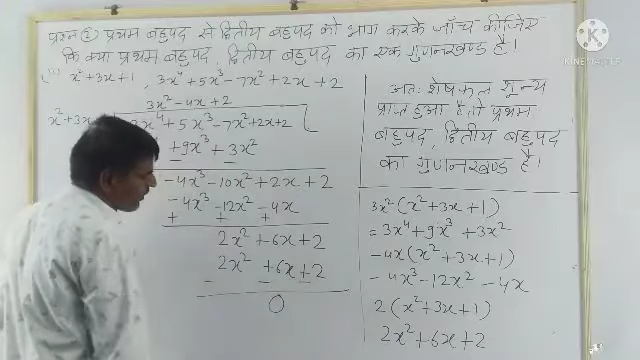 प्रश्न ② प्रथम बहुपद से द्वितीय बहुपद को भाग करके जाँच कीजिए
कि क्या प्रथम बहुपद, द्वितीय बहुपद का एक गुणनखण्ड है।
x² + 3x + 1, 3x⁴ + 5x³ - 7x² + 2x + 2
3x² - 4x + 2
x² + 3x
3x⁴ + 5x³ - 7x² + 2x + 2
+ 9x³ + 3x²
-
- 4x³ - 10x² + 2x + 2
- 4x³ - 12x² - 4x
+ + +
2x² + 6x + 2
2x² + 6x + 2
- - -
0
अतः शेषफल शून्य
प्राप्त हुआ है तो प्रथम
बहुपद, द्वितीय बहुपद
का गुणनखण्ड है।
3x² (x² + 3x + 1)
= 3x⁴ + 9x³ + 3x²
- 4x (x² + 3x + 1)
- 4x³ - 12x² - 4x
2 (x² + 3x + 1)
2x² + 6x + 2
KINEMASTER